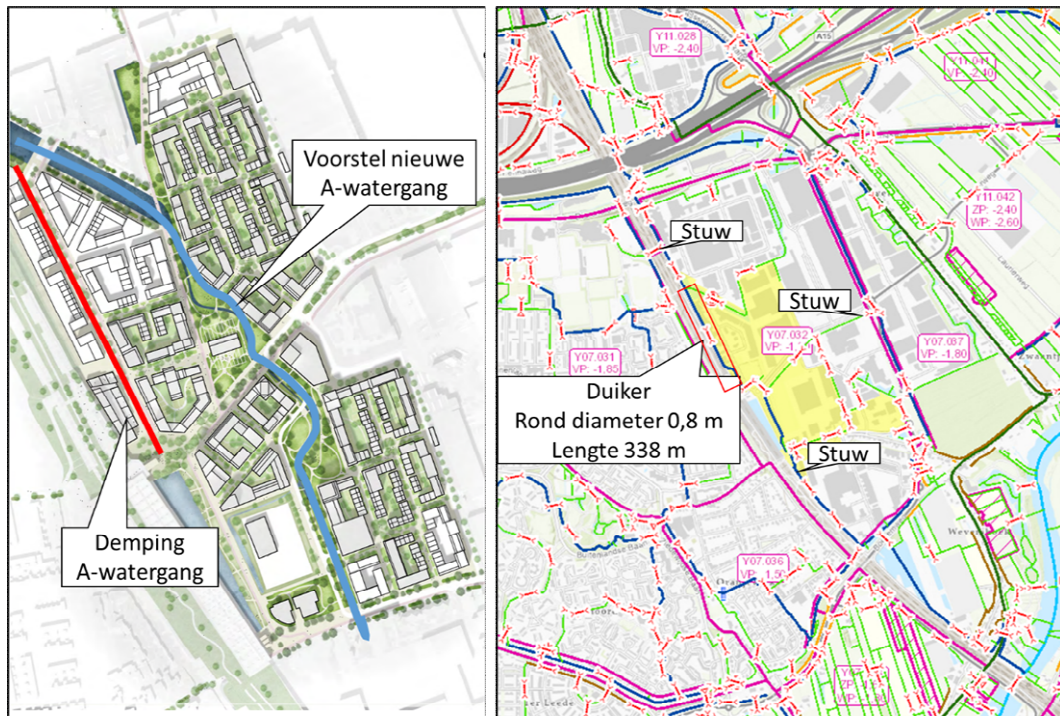 Voorstel nieuwe
A-watergang
Demping
A-watergang
Y11.028
VP: -2,40
A15
Y11.041
VP: -2,40
Y11.042
ZP: -2,40
WP: -2,60
Stuw
Stuw
Y07.032
Y07.031
VP: -1,85
Y07.037
VP: -1,80
Duiker
Rond diameter 0,8 m
Lengte 338 m
Stuw
Y07.036